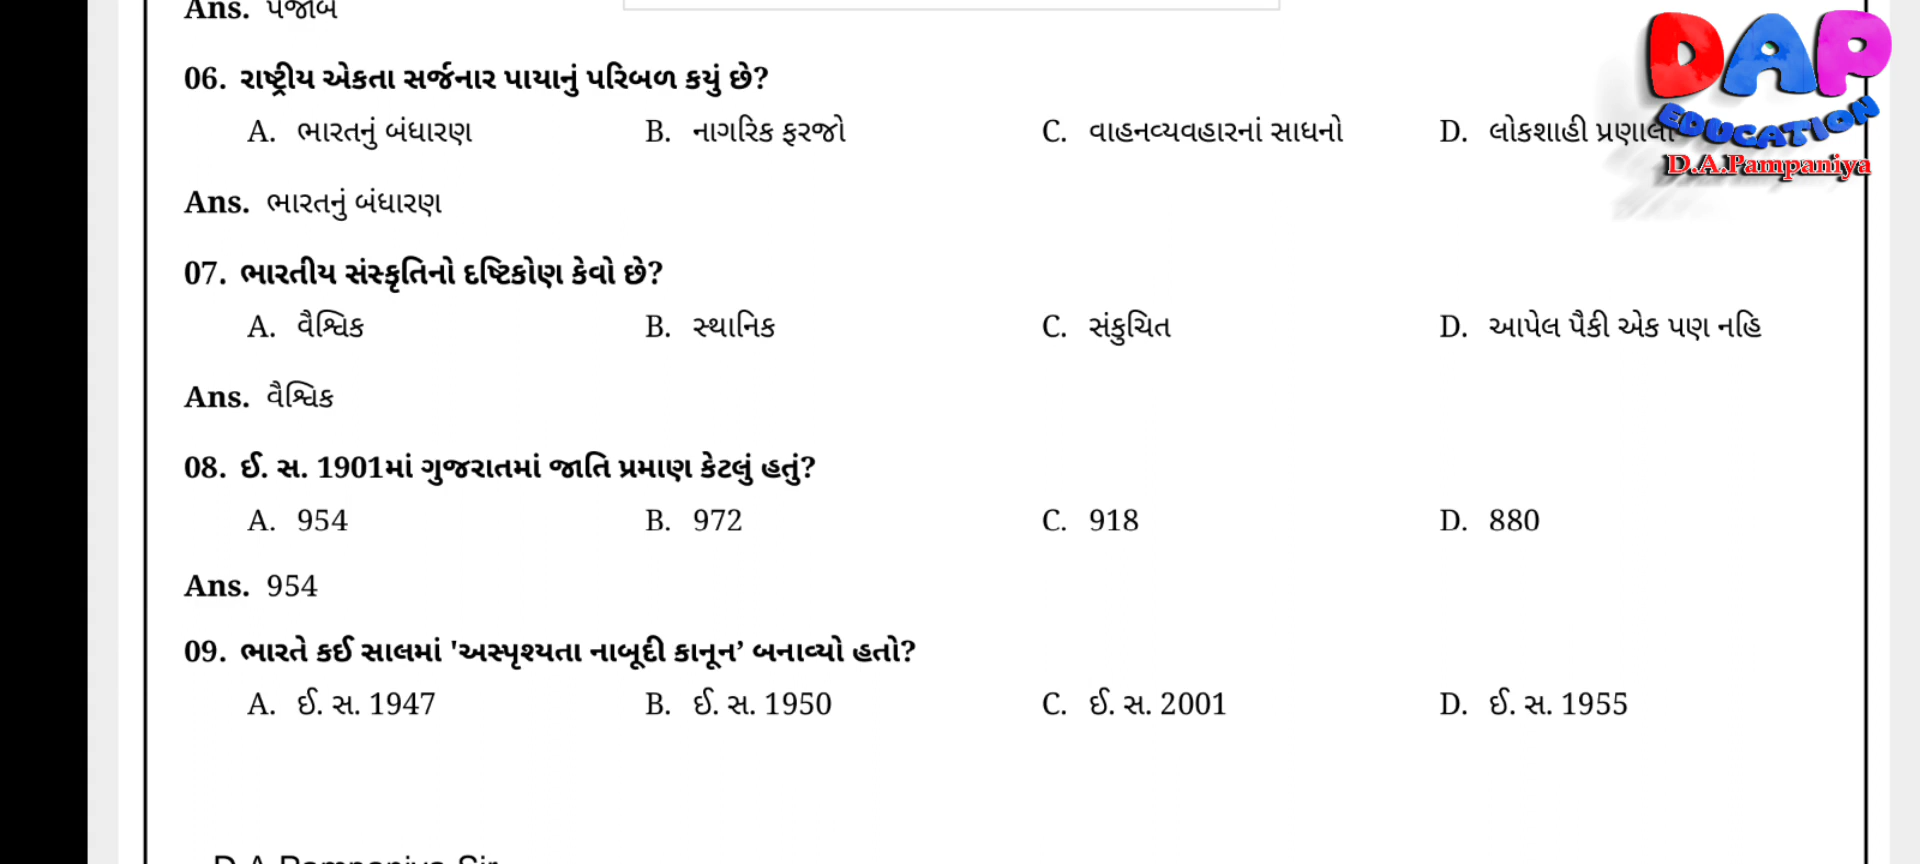 Ans. પંજાબ
06. રાષ્ટ્રીય એકતા સર્જનાર પાયાનું પરિબળ કયું છે?
A. ભારતનું બંધારણ B. નાગરિક ફરજો C. વાહનવ્યવહારનાં સાધનો D. લોકશાહી પ્રણાલી
Ans. ભારતનું બંધારણ
07. ભારતીય સંસ્કૃતિનો દષ્ટિકોણ કેવો છે?
A. વૈશ્વિક B. સ્થાનિક C. સંકુચિત D. આપેલ પૈકી એક પણ નહિ
Ans. વૈશ્વિક
08. ઈ. સ. 1901માં ગુજરાતમાં જાતિ પ્રમાણ કેટલું હતું?
A. 954 B. 972 C. 918 D. 880
Ans. 954
09. ભારતે કઈ સાલમાં 'અસ્પૃશ્યતા નાબૂદી કાનૂન’ બનાવ્યો હતો?
A. ઈ. સ. 1947 B. ઈ. સ. 1950 C. ઈ. સ. 2001 D. ઈ. સ. 1955
D.A.Pampaniya Sir
DAP
EDUCATION
D.A.Pampaniya